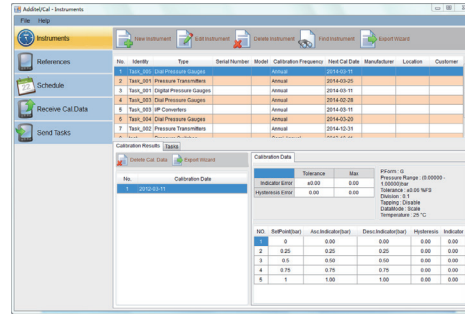 Additel/Cal - Instruments
File Help
Instruments
References
Schedule
Receive Cal.Data
Send Tasks
New Instrument Edit Instrument Delete Instrument Find Instrument Export Wizard
No. Identity Type Serial Number Model Calibration Frequency Next Cal Date Manufacturer Location Customer
1 Task_005 Dial Pressure Gauges Annual 2014-03-11
2 Task_001 Pressure Transmitters Annual 2014-03-25
3 Task_001 Digital Pressure Gauges Annual 2014-03-11
4 Task_003 Dial Pressure Gauges Annual 2014-02-28
5 Task_003 I/P Converters Annual 2014-03-11
6 Task_004 Dial Pressure Gauges Annual 2014-03-20
7 Task_002 Pressure Transmitters Annual 2014-12-31
Calibration Results Tasks
Delete Cal. Data Export Wizard
No. Calibration Date
1 2012-03-11
Calibration Data
Tolerance Max
Indicator Error ±0.00 0.00
Hysteresis Error 0.00 0.00
PForm : G
Pressure Range : (0.00000 -
1.00000)bar
Tolerance : ±0.00 %FS
Division : 0.1
Tapping : Disable
DataMode : Scale
Temperature : 25 °C
NO. SetPoint(bar) Asc.Indicator(bar) Desc.Indicator(bar) Hysteresis Indicator
1 0 0.00 0.00 0.00 0.00
2 0.25 0.25 0.25 0.00 0.00
3 0.5 0.50 0.50 0.00 0.00
4 0.75 0.75 0.75 0.00 0.00
5 1 1.00 1.00 0.00 0.00